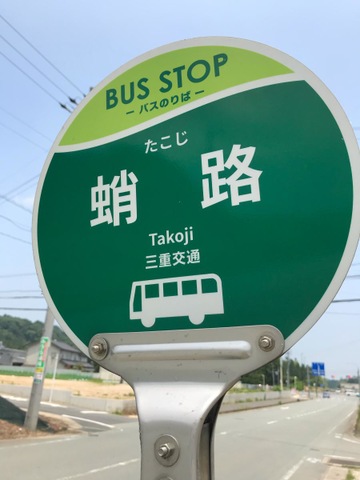 BUS STOP
ーバスのりばー
たこじ
蛸 路
Takoji
三重交通